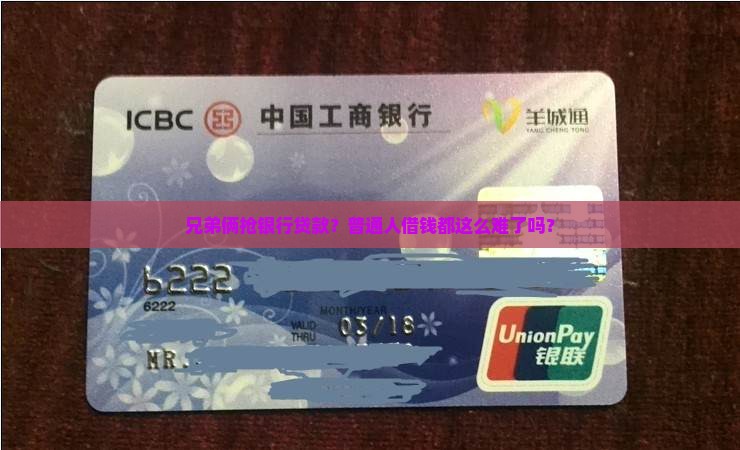 ICBC 中国工商银行 羊城通
YANG CHENG TONG
兄弟俩抢银行贷款？普通人借钱都这么难了吗？
6222
6222
MONTH/YEAR
VALID THRU 03/18
MR.
UnionPay
银联